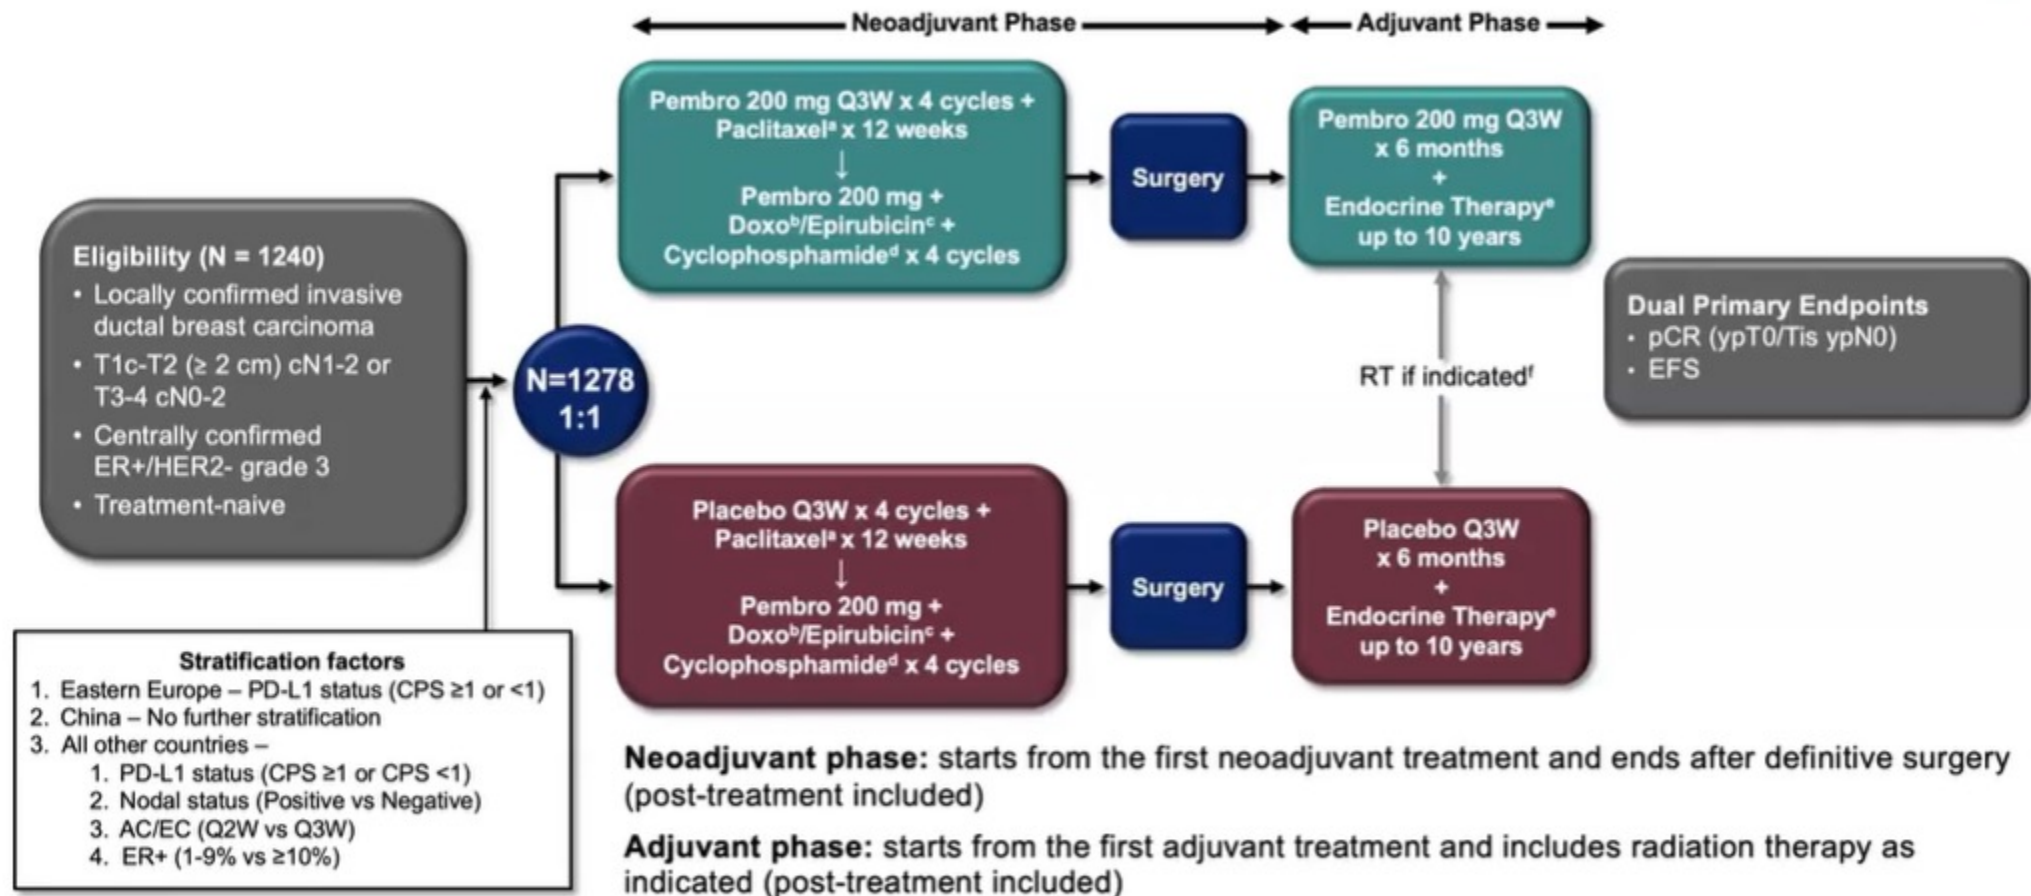 Neoadjuvant Phase
Adjuvant Phase
Eligibility (N = 1240)
• Locally confirmed invasive
ductal breast carcinoma
• T1c-T2 (≥ 2 cm) cN1-2 or
T3-4 cN0-2
• Centrally confirmed
ER+/HER2- grade 3
• Treatment-naive
Stratification factors
1. Eastern Europe – PD-L1 status (CPS ≥1 or <1)
2. China – No further stratification
3. All other countries –
1. PD-L1 status (CPS ≥1 or CPS <1)
2. Nodal status (Positive vs Negative)
3. AC/EC (Q2W vs Q3W)
4. ER+ (1-9% vs ≥10%)
N=1278
1:1
Pembro 200 mg Q3W x 4 cycles +
Paclitaxelᵃ x 12 weeks
↓
Pembro 200 mg +
Doxoᵇ/Epirubicinᶜ +
Cyclophosphamideᵈ x 4 cycles
Surgery
Pembro 200 mg Q3W
x 6 months
+
Endocrine Therapyᵉ
up to 10 years
RT if indicatedᶠ
Placebo Q3W x 4 cycles +
Paclitaxelᵃ x 12 weeks
↓
Pembro 200 mg +
Doxoᵇ/Epirubicinᶜ +
Cyclophosphamideᵈ x 4 cycles
Surgery
Placebo Q3W
x 6 months
+
Endocrine Therapyᵉ
up to 10 years
Dual Primary Endpoints
• pCR (ypT0/Tis ypN0)
• EFS
Neoadjuvant phase: starts from the first neoadjuvant treatment and ends after definitive surgery
(post-treatment included)
Adjuvant phase: starts from the first adjuvant treatment and includes radiation therapy as
indicated (post-treatment included)